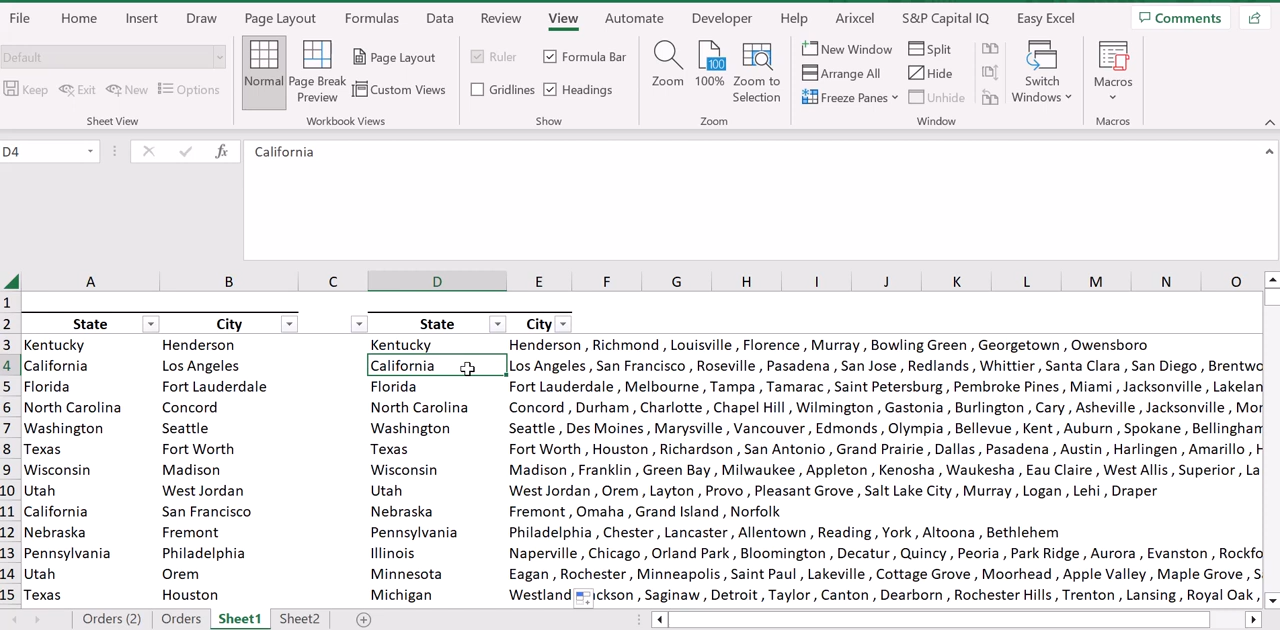 File Home Insert Draw Page Layout Formulas Data Review View Automate Developer Help Arixcel S&P Capital IQ Easy Excel Comments
Default
Keep Exit New Options
Sheet View
Normal Page Break Preview Page Layout Custom Views
Workbook Views
Ruler Formula Bar
Gridlines Headings
Show
Zoom 100 100% Zoom to Selection
Zoom
New Window Arrange All Freeze Panes Split Hide Unhide Switch Windows
Window
Macros
Macros
D4 fx California
A B C D E F G H I J K L M N O
1
2 State City State City
3 Kentucky Henderson Kentucky Henderson , Richmond , Louisville , Florence , Murray , Bowling Green , Georgetown , Owensboro
4 California Los Angeles California Los Angeles , San Francisco , Roseville , Pasadena , San Jose , Redlands , Whittier , Santa Clara , San Diego , Brentwo
5 Florida Fort Lauderdale Florida Fort Lauderdale , Melbourne , Tampa , Tamarac , Saint Petersburg , Pembroke Pines , Miami , Jacksonville , Lakelan
6 North Carolina Concord North Carolina Concord , Durham , Charlotte , Chapel Hill , Wilmington , Gastonia , Burlington , Cary , Asheville , Jacksonville , Mor
7 Washington Seattle Washington Seattle , Des Moines , Marysville , Vancouver , Edmonds , Olympia , Bellevue , Kent , Auburn , Spokane , Bellingham
8 Texas Fort Worth Texas Fort Worth , Houston , Richardson , San Antonio , Grand Prairie , Dallas , Pasadena , Austin , Harlingen , Amarillo , H
9 Wisconsin Madison Wisconsin Madison , Franklin , Green Bay , Milwaukee , Appleton , Kenosha , Waukesha , Eau Claire , West Allis , Superior , La
10 Utah West Jordan Utah West Jordan , Orem , Layton , Provo , Pleasant Grove , Salt Lake City , Murray , Logan , Lehi , Draper
11 California San Francisco Nebraska Fremont , Omaha , Grand Island , Norfolk
12 Nebraska Fremont Pennsylvania Philadelphia , Chester , Lancaster , Allentown , Reading , York , Altoona , Bethlehem
13 Pennsylvania Philadelphia Illinois Naperville , Chicago , Orland Park , Bloomington , Decatur , Quincy , Peoria , Park Ridge , Aurora , Evanston , Rockfo
14 Utah Orem Minnesota Eagan , Rochester , Minneapolis , Saint Paul , Lakeville , Cottage Grove , Moorhead , Apple Valley , Maple Grove , S
15 Texas Houston Michigan Westland ckson , Saginaw , Detroit , Taylor , Canton , Dearborn , Rochester Hills , Trenton , Lansing , Royal Oak ,
Orders (2) Orders Sheet1 Sheet2